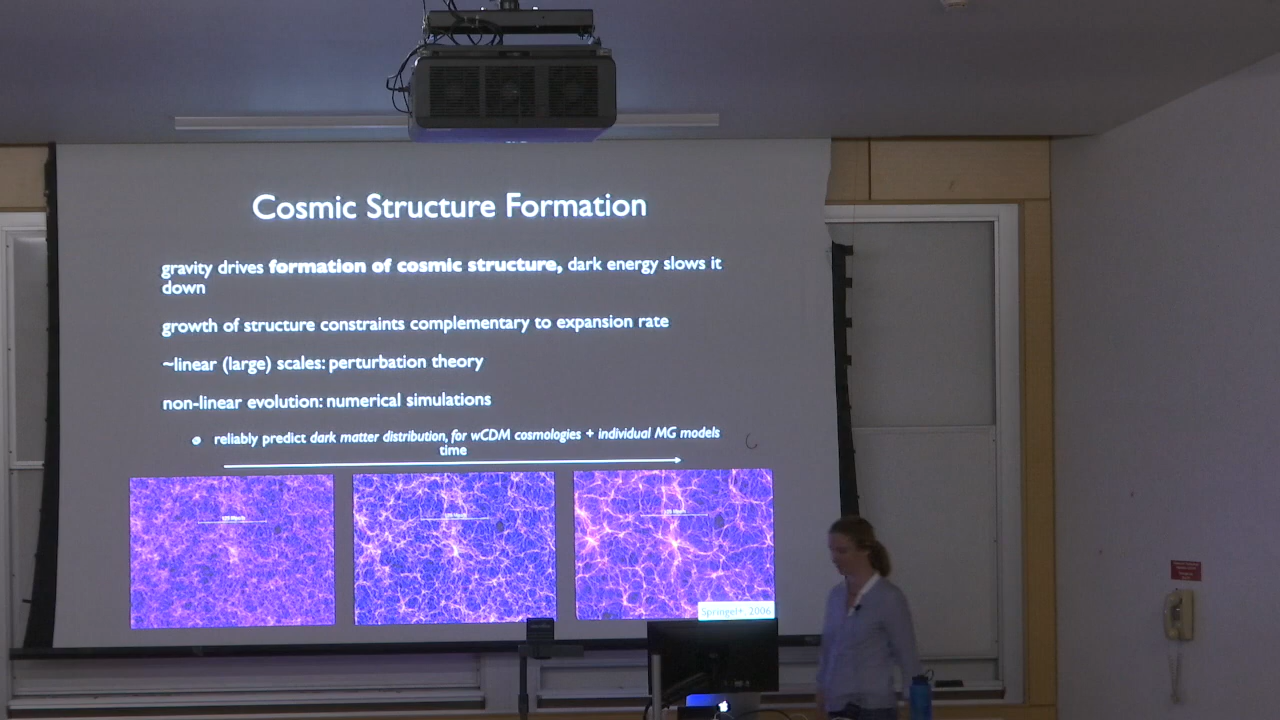 Cosmic Structure Formation
gravity drives formation of cosmic structure, dark energy slows it
down
growth of structure constraints complementary to expansion rate
~linear (large) scales: perturbation theory
non-linear evolution: numerical simulations
reliably predict dark matter distribution, for wCDM cosmologies + individual MG models
time
Springel+, 2006